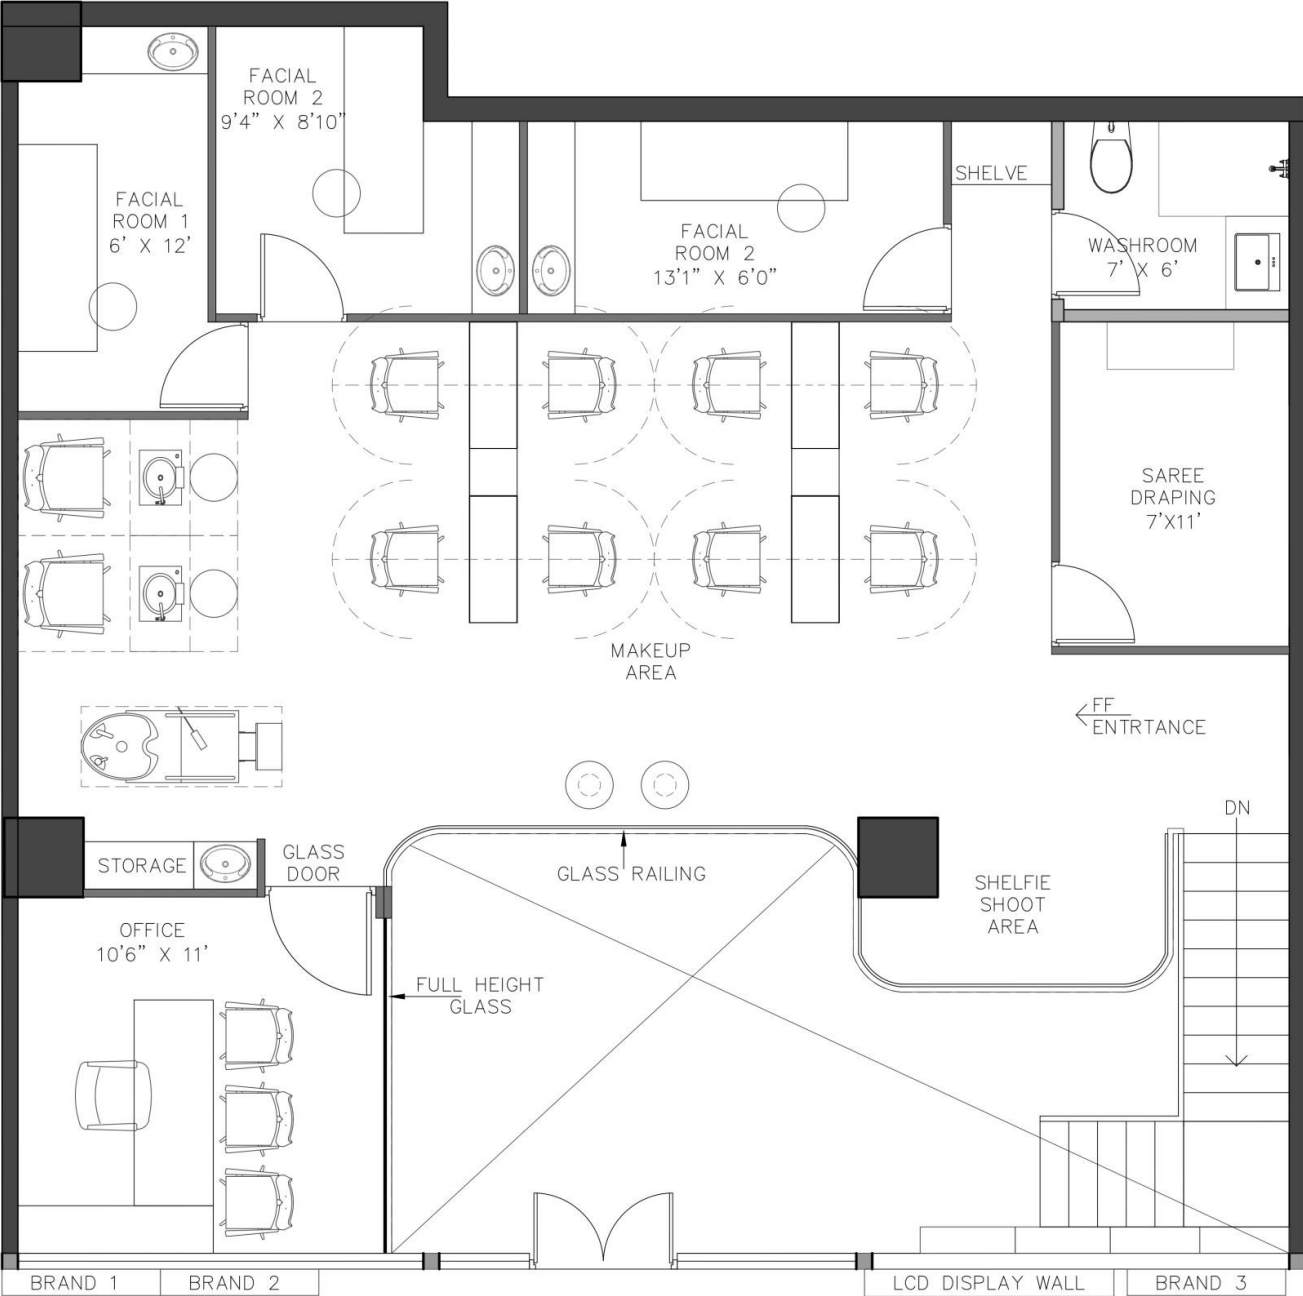 FACIAL
ROOM 2
9'4" X 8'10"
SHELVE
FACIAL
ROOM 1
6' X 12'
FACIAL
ROOM 2
13'1" X 6'0"
WASHROOM
7' X 6'
SAREE
DRAPING
7'X11'
MAKEUP
AREA
FF
ENTRTANCE
DN
STORAGE
GLASS
DOOR
GLASS RAILING
SHELFIE
SHOOT
AREA
OFFICE
10'6" X 11'
FULL HEIGHT
GLASS
BRAND 1
BRAND 2
LCD DISPLAY WALL
BRAND 3